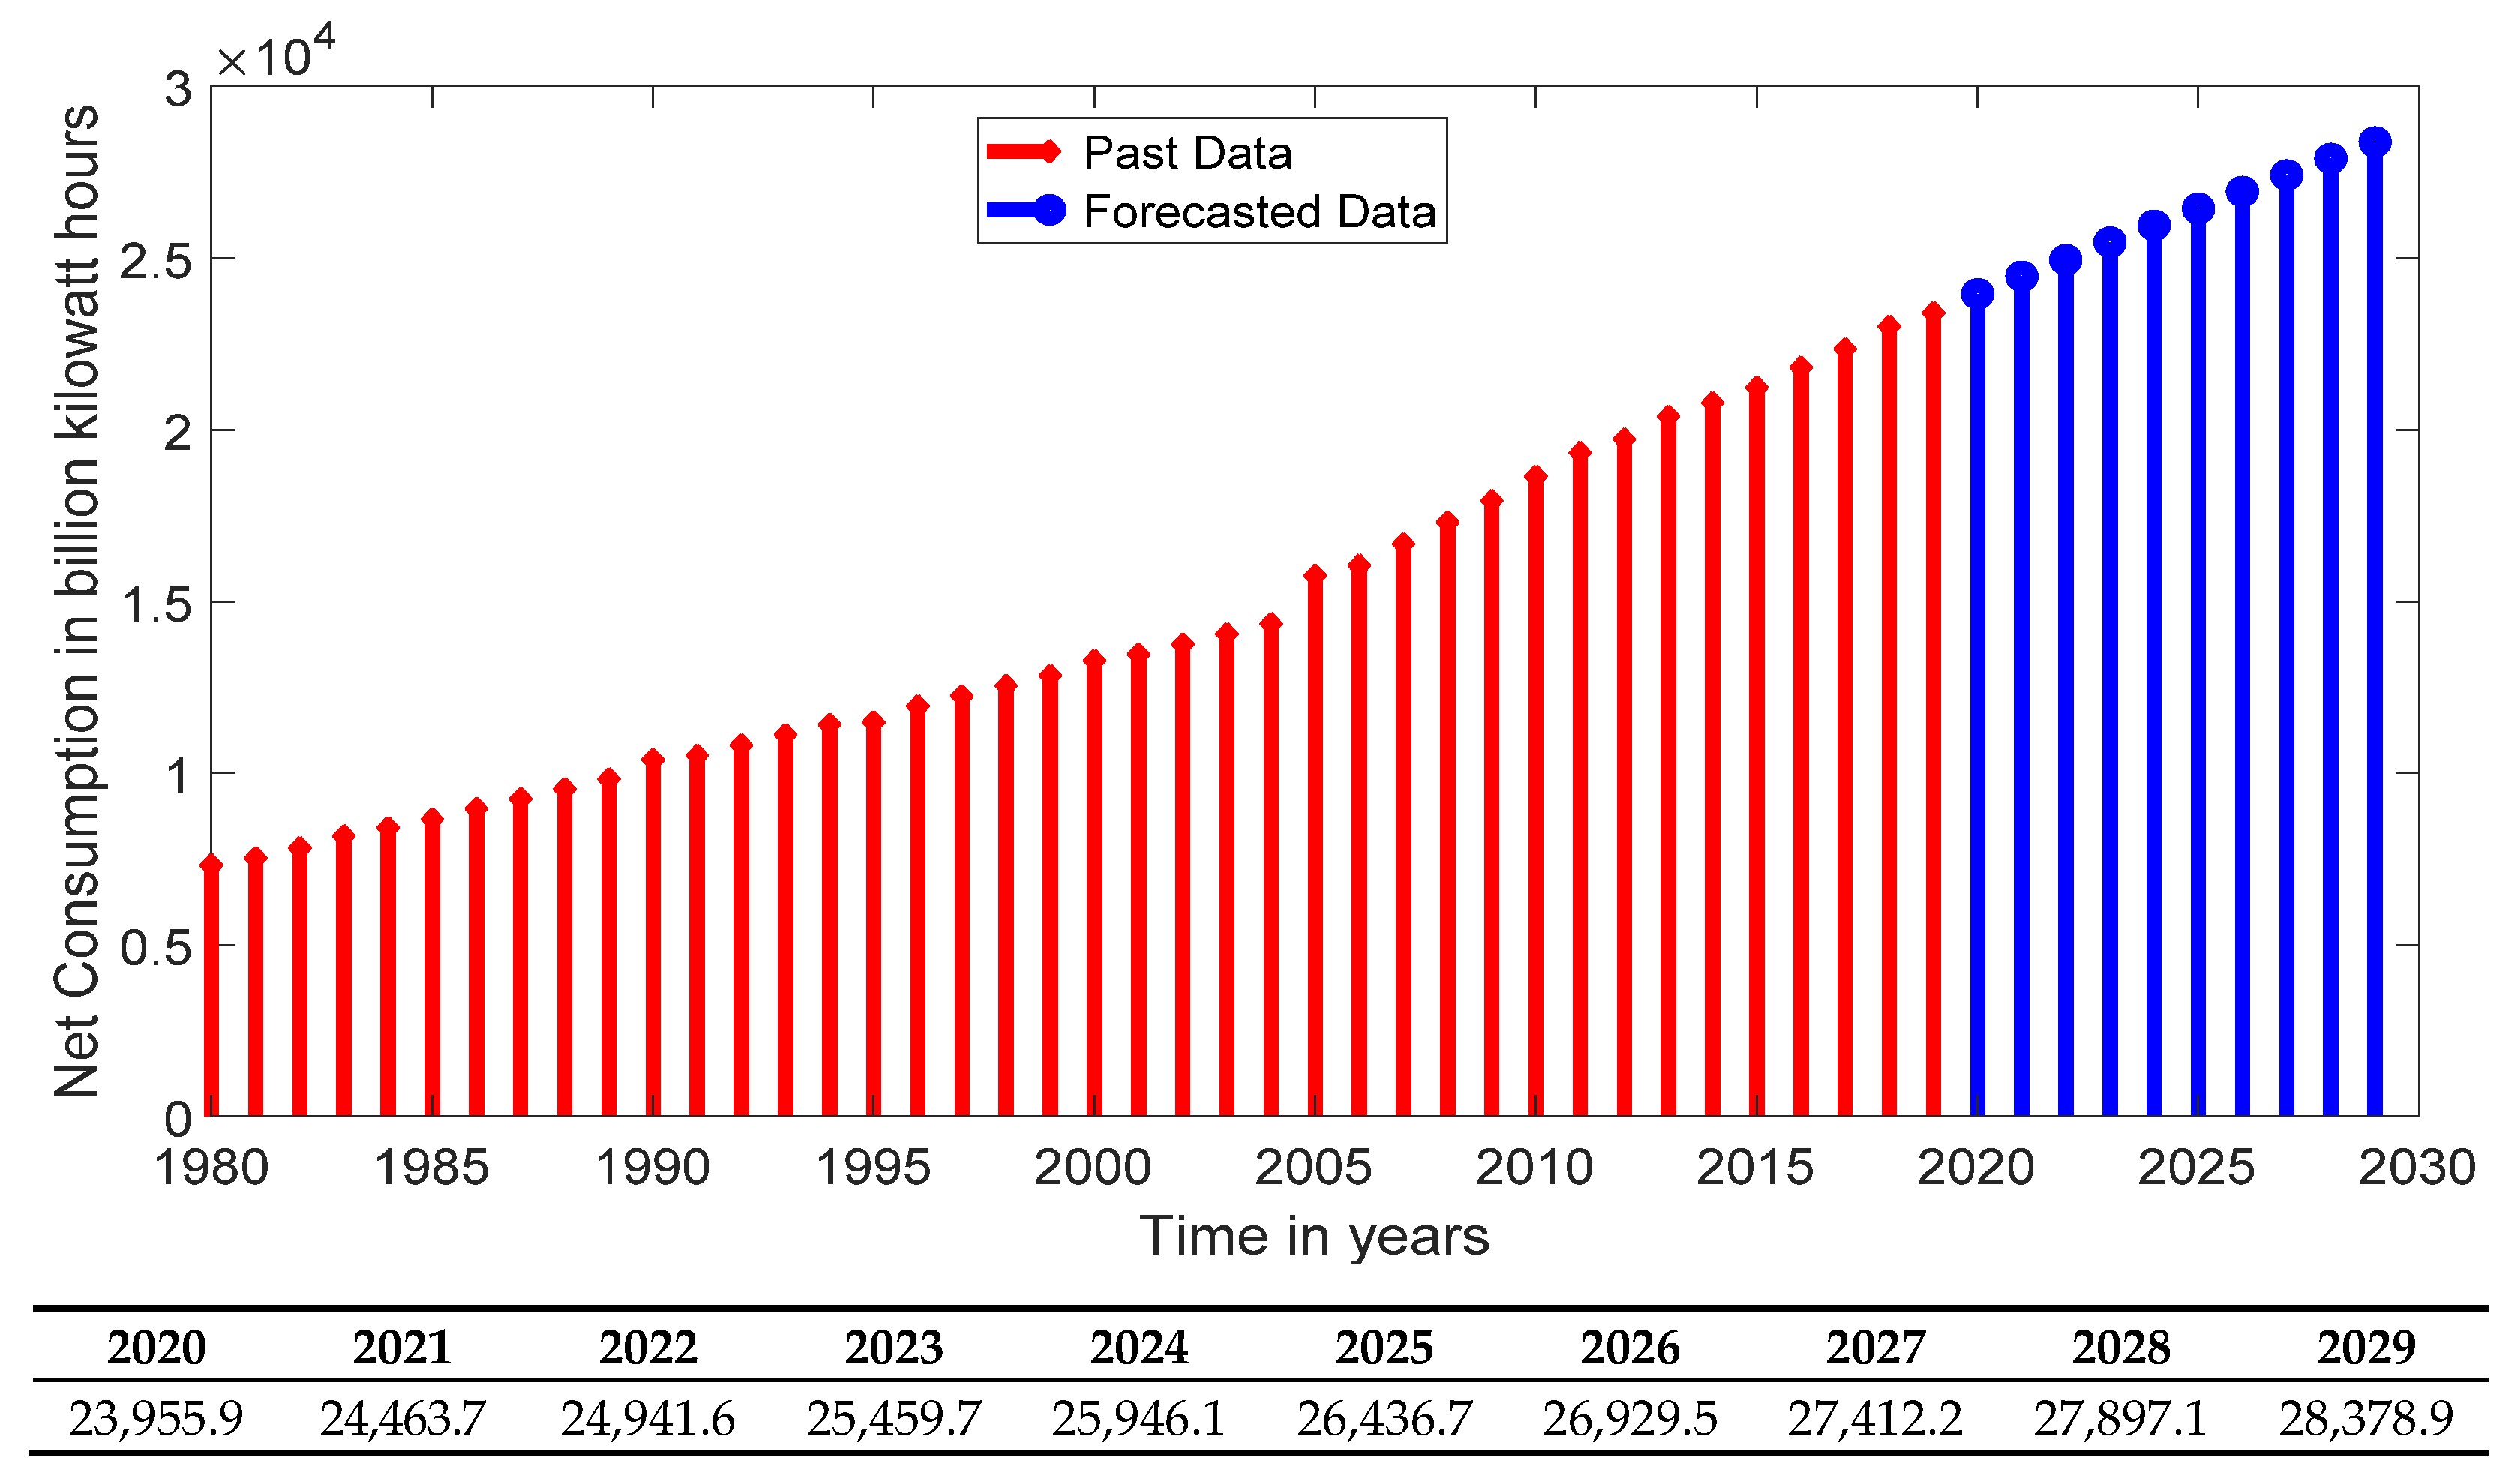 ×10⁴
3
2.5
2
1.5
1
0.5
0
Net Consumption in billion kilowatt hours
Past Data
Forecasted Data
1980 1985 1990 1995 2000 2005 2010 2015 2020 2025 2030
Time in years
2020 2021 2022 2023 2024 2025 2026 2027 2028 2029
23,955.9 24,463.7 24,941.6 25,459.7 25,946.1 26,436.7 26,929.5 27,412.2 27,897.1 28,378.9